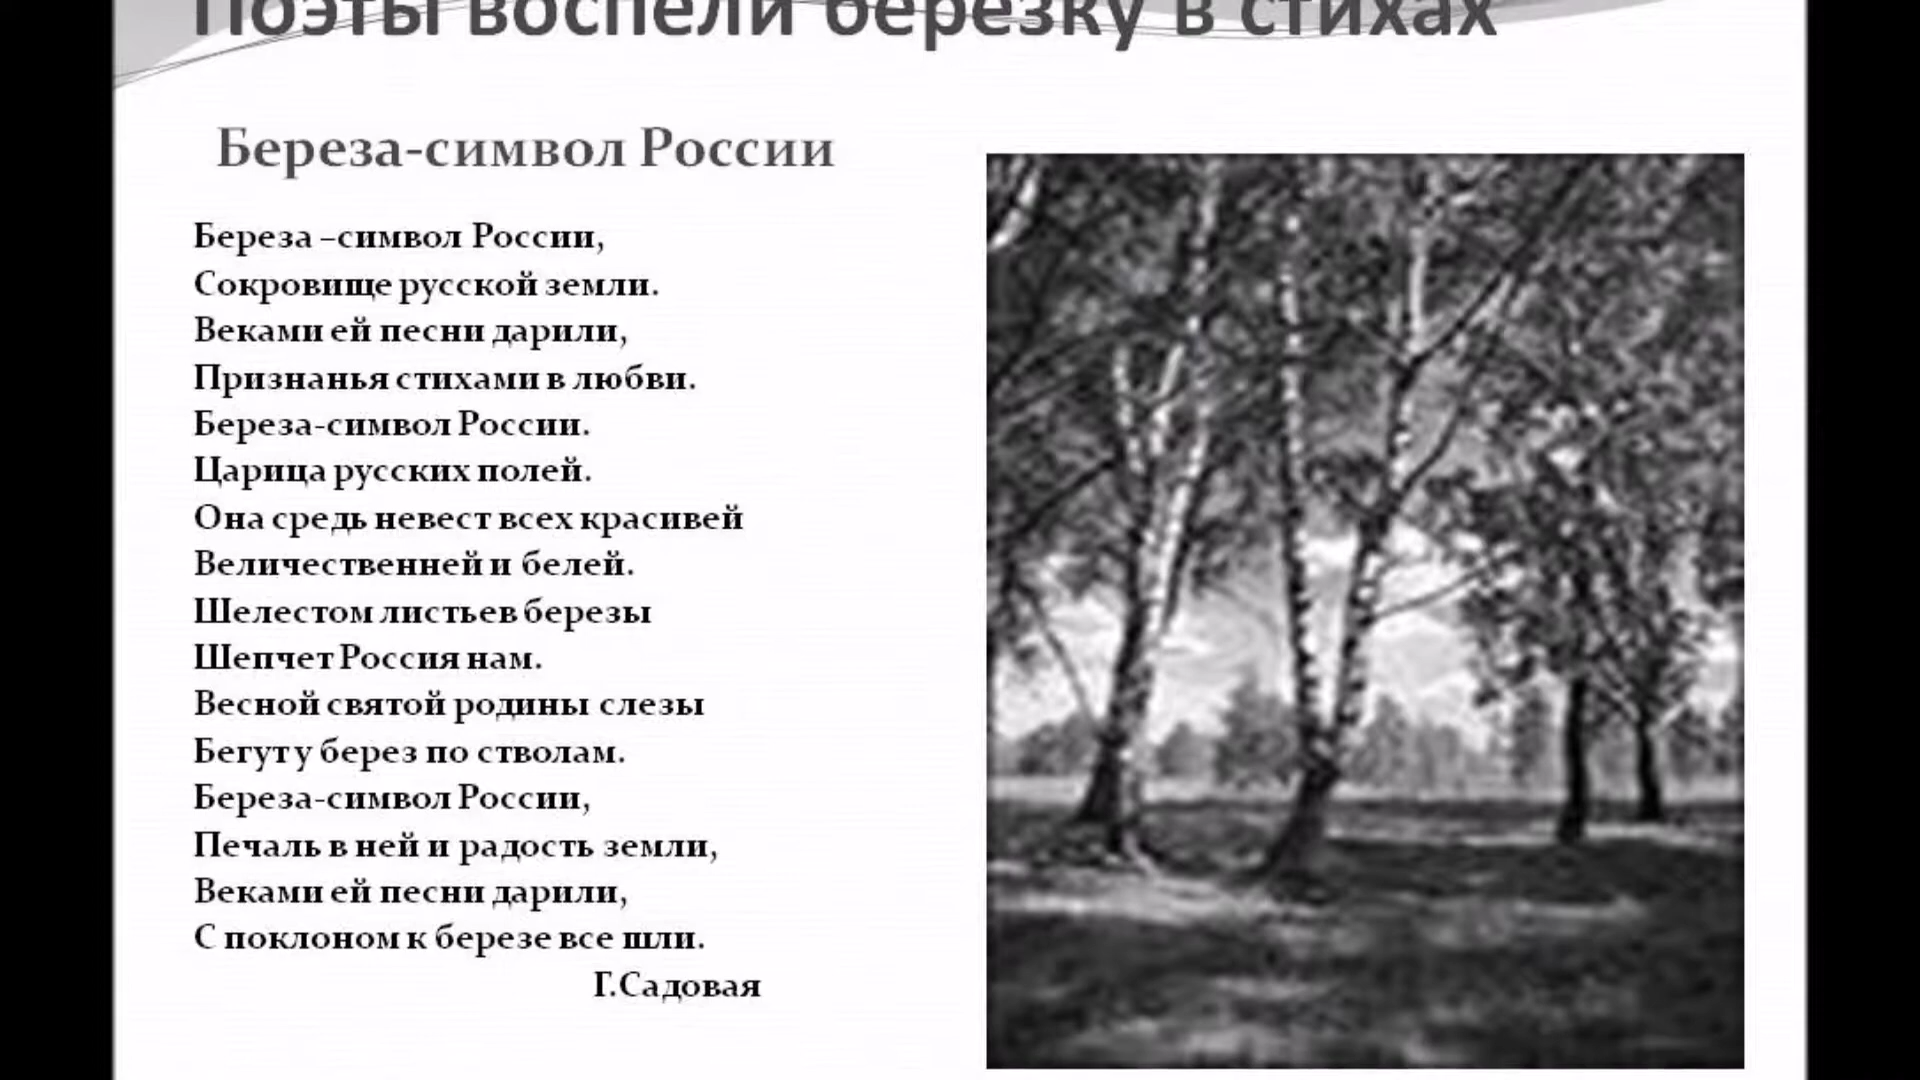 Поэты воспели березку в стихах
Береза-символ России
Береза –символ России,
Сокровище русской земли.
Веками ей песни дарили,
Признанья стихами в любви.
Береза-символ России.
Царица русских полей.
Она средь невест всех красивей
Величественней и белей.
Шелестом листьев березы
Шепчет Россия нам.
Весной святой родины слезы
Бегут у берез по стволам.
Береза-символ России,
Печаль в ней и радость земли,
Веками ей песни дарили,
С поклоном к березе все шли.
Г.Садовая